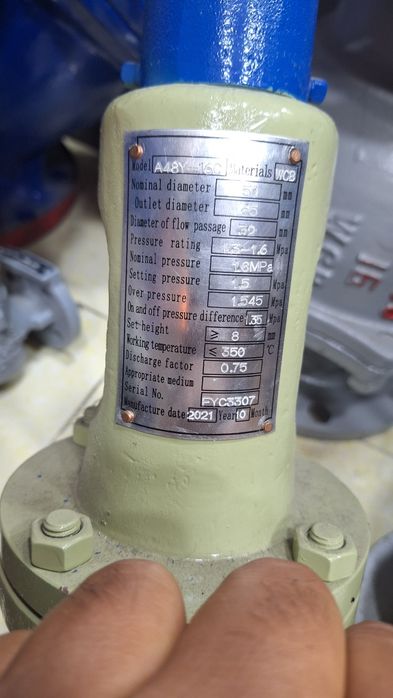 Model A48Y-16C Materials WCB
Nominal diameter 50 mm
Outlet diameter 65 mm
Diameter of flow passage mm
Pressure rating 1.3-1.6 Mpa
Nominal pressure 1.6MPa
Setting pressure 1.5 Mpa
Over pressure 1.545 Mpa
On and off pressure difference: Mpa
Set-height ≥ 8 mm
Working temperature ≤ 350 °C
Discharge factor 0.75
Appropriate medium
Serial No. FYC3307
Manufacture date 2021 Year 10 Month